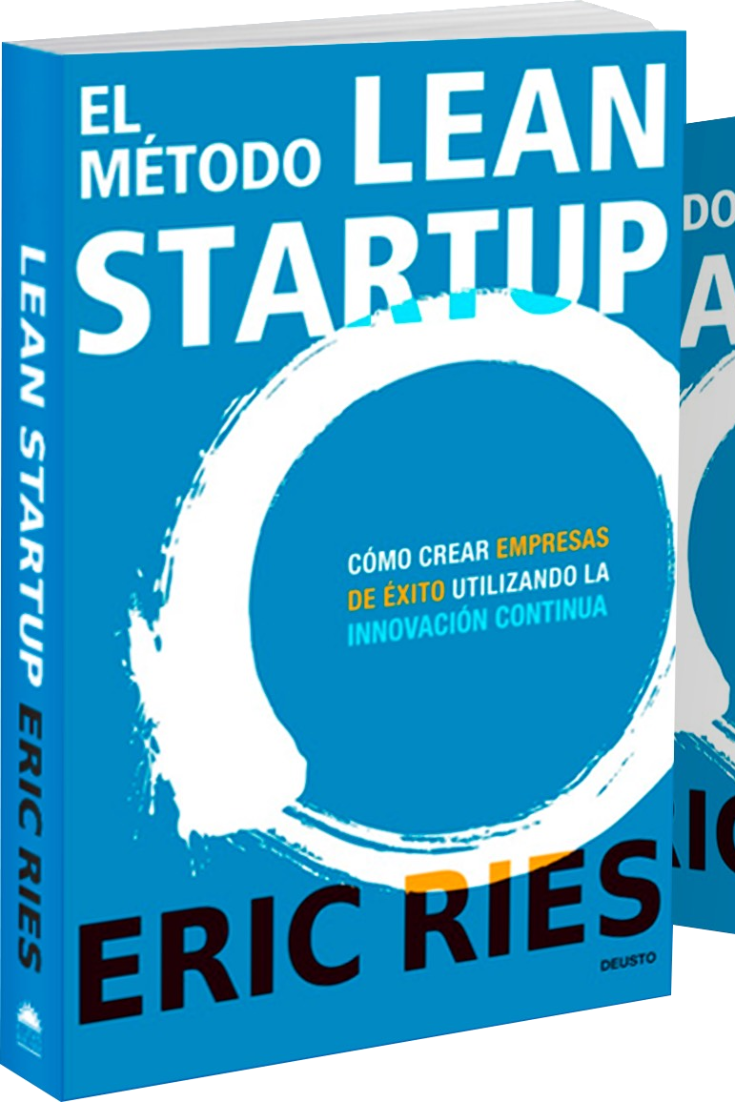 EL
MÉTODO LEAN
STARTUP
CÓMO CREAR EMPRESAS
DE ÉXITO UTILIZANDO LA
INNOVACIÓN CONTINUA
ERIC RIES
DEUSTO
LEAN STARTUP ERIC RIES